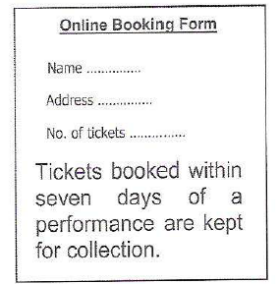 Online Booking Form
Name ..............
Address ..............
No. of tickets ..............
Tickets booked within
seven days of a
performance are kept
for collection.